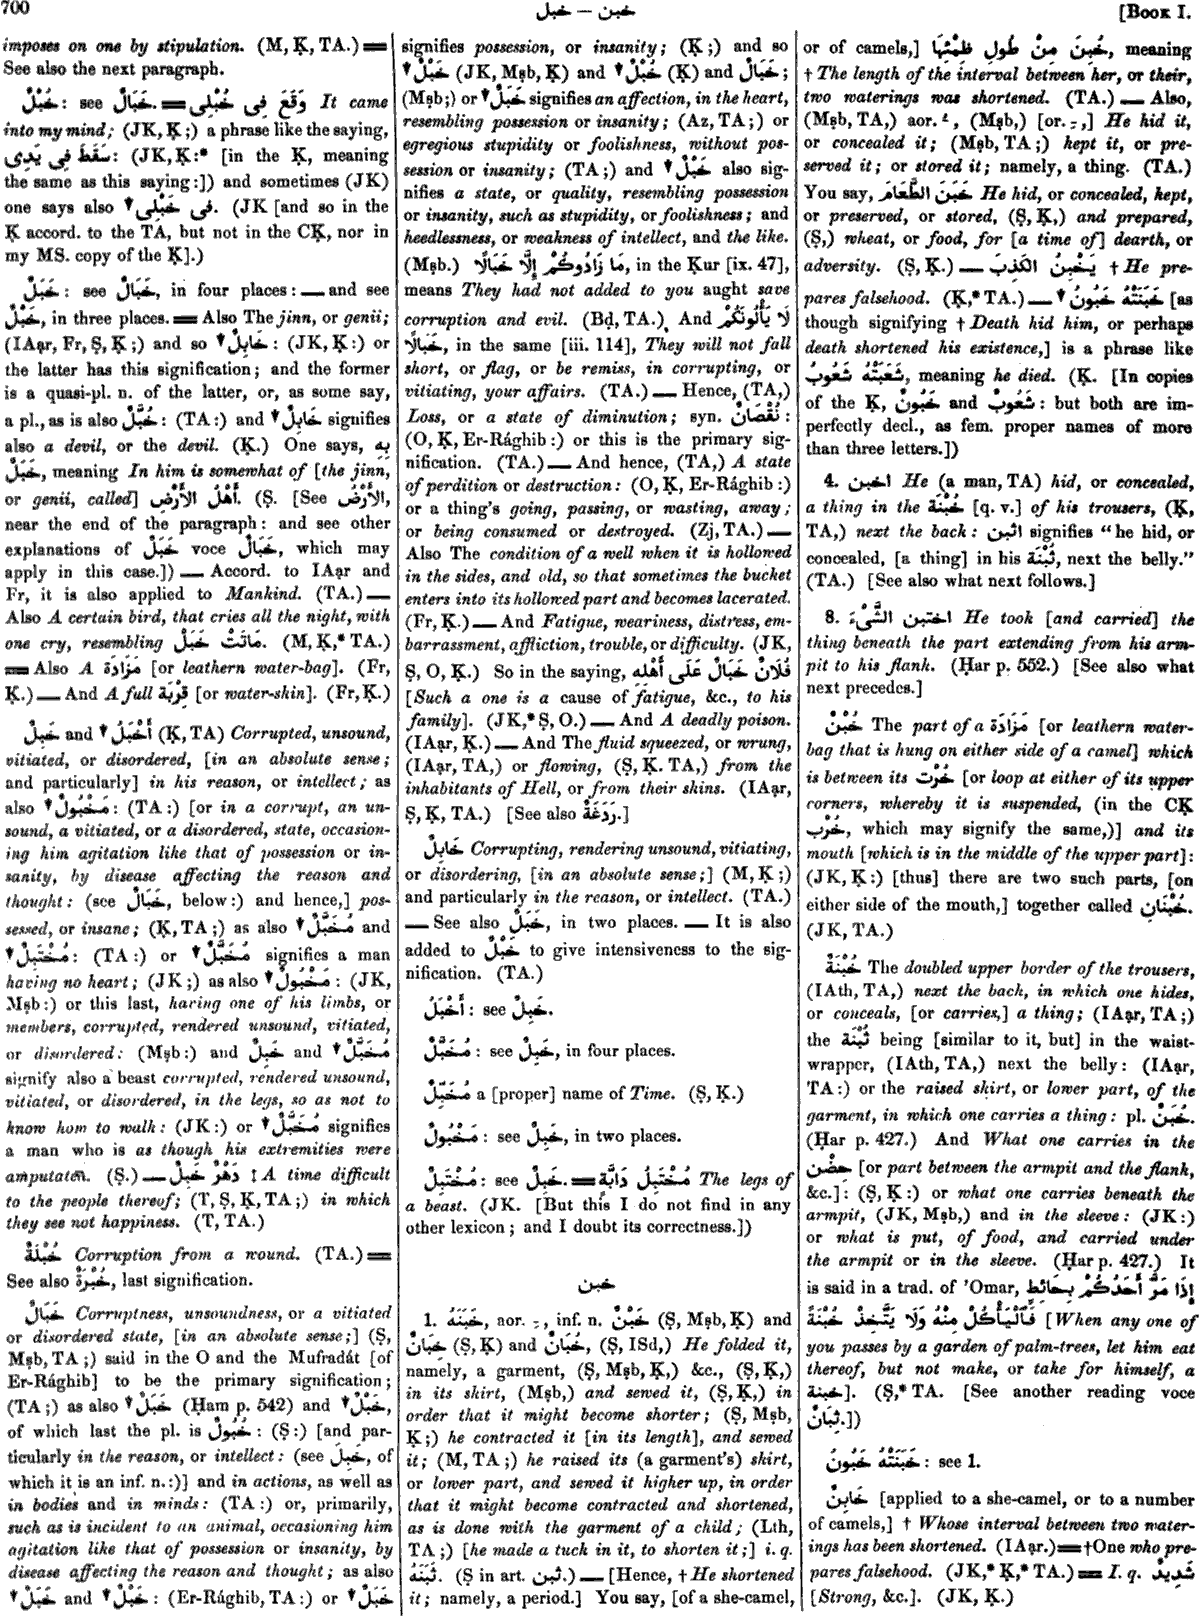 700
خبل — خبن
[Book I.
imposes on one by stipulation. (M, Ḳ, TA.) ═
See also the next paragraph.
خُبْلٌ: see خَبَالٌ. ═ وَقَعَ فِى خُبْلِى It came
into my mind; (JK, Ḳ;) a phrase like the saying,
سَقَطَ فِى يَدِى: (JK, Ḳ:* [in the Ḳ, meaning
the same as this saying:]) and sometimes (JK)
one says also ▼ فى خَبْلِى. (JK [and so in the
Ḳ accord. to the TA, but not in the CḲ, nor in
my MS. copy of the Ḳ].)
خَبَلٌ: see خَبَالٌ, in four places: — and see
خَبْلٌ, in three places. ═ Also The jinn, or genii;
(IAạr, Fr, Ṣ, Ḳ;) and so ▼ خَابِلٌ: (JK, Ḳ:) or
the latter has this signification; and the former
is a quasi-pl. n. of the latter, or, as some say,
a pl., as is also خُبَّلٌ: (TA:) and ▼ خَابِلٌ signifies
also a devil, or the devil. (Ḳ.) One says, بِهِ
خَبَلٌ, meaning In him is somewhat of [the jinn,
or genii, called] أَهْلُ الأَرْضِ. (Ṣ. [See الأَرْضُ,
near the end of the paragraph: and see other
explanations of خَبَلٌ voce خَبَالٌ, which may
apply in this case.]) — Accord. to IAạr and
Fr, it is also applied to Mankind. (TA.) —
Also A certain bird, that cries all the night, with
one cry, resembling مَاتَتْ خَبَلْ. (M, Ḳ,* TA.)
═ Also A مَزَادَة [or leathern water-bag]. (Fr,
Ḳ.) — And A full قِرْبَة [or water-skin]. (Fr, Ḳ.)
خَبِلٌ and ▼ أَخْبَلُ (Ḳ, TA) Corrupted, unsound,
vitiated, or disordered, [in an absolute sense;
and particularly] in his reason, or intellect; as
also ▼ مَخْبُولٌ: (TA:) [or in a corrupt, an un-
sound, a vitiated, or a disordered, state, occasion-
ing him agitation like that of possession or in-
sanity, by disease affecting the reason and
thought: (see خَبَالٌ, below:) and hence,] pos-
sessed, or insane; (Ḳ, TA;) as also ▼ مُخَبَّلٌ and
▼ مُخْتَبِلٌ: (TA:) or ▼ مُخَبَّلٌ signifies a man
having no heart; (JK;) as also ▼ مَخْبُولٌ: (JK,
Mṣb:) or this last, having one of his limbs, or
members, corrupted, rendered unsound, vitiated,
or disordered: (Mṣb:) and خَبِلٌ and ▼ مُخَبَّلٌ
signify also a beast corrupted, rendered unsound,
vitiated, or disordered, in the legs, so as not to
know how to walk: (JK:) or ▼ مُخَبَّلٌ signifies
a man who is as though his extremities were
amputated. (Ṣ.) — دَهْرٌ خَبِلٌ ‡ A time difficult
to the people thereof; (T, Ṣ, Ḳ, TA;) in which
they see not happiness. (T, TA.)
خُبْلَةٌ Corruption from a wound. (TA.) ═
See also خُبْرَةٌ, last signification.
خَبَالٌ Corruptness, unsoundness, or a vitiated
or disordered state, [in an absolute sense;] (Ṣ,
Mṣb, TA;) said in the O and the Mufradát [of
Er-Rághib] to be the primary signification;
(TA;) as also ▼ خَبَلٌ (Ḥam p. 542) and ▼ خَبْلٌ,
of which last the pl. is خُبُولٌ: (Ṣ:) [and par-
ticularly in the reason, or intellect: (see خَبِلَ, of
which it is an inf. n.:)] and in actions, as well as
in bodies and in minds: (TA:) or, primarily,
such as is incident to an animal, occasioning him
agitation like that of possession or insanity, by
disease affecting the reason and thought; as also
▼ خَبْلٌ and ▼ خَبَلٌ: (Er-Rághib, TA:) or ▼ خَبَلٌ
signifies possession, or insanity; (Ḳ;) and so
▼ خَبْلٌ (JK, Mṣb, Ḳ) and ▼ خُبْلٌ (Ḳ) and خَبَالٌ;
(Mṣb;) or ▼ خَبْلٌ signifies an affection, in the heart,
resembling possession or insanity; (Az, TA;) or
egregious stupidity or foolishness, without pos-
session or insanity; (TA;) and ▼ خَبَلٌ also sig-
nifies a state, or quality, resembling possession
or insanity, such as stupidity, or foolishness; and
heedlessness, or weakness of intellect, and the like.
(Mṣb.) مَا زَادُوكُمْ إِلَّا خَبَالًا, in the Ḳur [ix. 47],
means They had not added to you aught save
corruption and evil. (Bḍ, TA.) And لَا يَأْلُونَكُمْ
خَبَالًا, in the same [iii. 114], They will not fall
short, or flag, or be remiss, in corrupting, or
vitiating, your affairs. (TA.) — Hence, (TA,)
Loss, or a state of diminution; syn. نُقْصَانٌ:
(O, Ḳ, Er-Rághib:) or this is the primary sig-
nification. (TA.) — And hence, (TA,) A state
of perdition or destruction: (O, Ḳ, Er-Rághib:)
or a thing's going, passing, or wasting, away;
or being consumed or destroyed. (Zj, TA.) —
Also The condition of a well when it is hollowed
in the sides, and old, so that sometimes the bucket
enters into its hollowed part and becomes lacerated.
(Fr, Ḳ.) — And Fatigue, weariness, distress, em-
barrassment, affliction, trouble, or difficulty. (JK,
Ṣ, O, Ḳ.) So in the saying, فُلَانٌ خَبَالٌ عَلَى أَهْلِهِ
[Such a one is a cause of fatigue, &c., to his
family]. (JK,* Ṣ, O.) — And A deadly poison.
(IAạr, Ḳ.) — And The fluid squeezed, or wrung,
(IAạr, TA,) or flowing, (Ṣ, Ḳ. TA,) from the
inhabitants of Hell, or from their skins. (IAạr,
Ṣ, Ḳ, TA.) [See also رَدَغَةٌ.]
خَابِلٌ Corrupting, rendering unsound, vitiating,
or disordering, [in an absolute sense;] (M, Ḳ;)
and particularly in the reason, or intellect. (TA.)
— See also خَبَلٌ, in two places. — It is also
added to خَبْلٌ to give intensiveness to the sig-
nification. (TA.)
أَخْبَلُ: see خَبِلٌ.
مُخَبَّلٌ: see خَبِلٌ, in four places.
مُخَبِّلٌ a [proper] name of Time. (Ṣ, Ḳ.)
مَخْبُولٌ: see خَبِلٌ, in two places.
مُخْتَبِلٌ: see خَبِلٌ. ═ مُخْتَبِلُ دَابَّةٍ The legs of
a beast. (JK. [But this I do not find in any
other lexicon; and I doubt its correctness.])
خبن
1. خَبَنَهُ, aor. ـِ, inf. n. خَبْنٌ (Ṣ, Mṣb, Ḳ) and
خِبَانٌ (Ṣ, Ḳ) and خُبَانٌ, (Ṣ, ISd,) He folded it,
namely, a garment, (Ṣ, Mṣb, Ḳ,) &c., (Ṣ, Ḳ,)
in its skirt, (Mṣb,) and sewed it, (Ṣ, Ḳ,) in
order that it might become shorter; (Ṣ, Mṣb,
Ḳ;) he contracted it [in its length], and sewed
it; (M, TA;) he raised its (a garment's) skirt,
or lower part, and sewed it higher up, in order
that it might become contracted and shortened,
as is done with the garment of a child; (Lth,
TA;) [he made a tuck in it, to shorten it;] i. q.
ثَبَنَهُ. (Ṣ in art. ثبن.) — [Hence, † He shortened
it; namely, a period.] You say, [of a she-camel,
or of camels,] خُبِنَ مِنْ طُولِ ظِمْئِهَا, meaning
† The length of the interval between her, or their,
two waterings was shortened. (TA.) — Also,
(Mṣb, TA,) aor. ـُ, (Mṣb,) [or. ـِ,] He hid it,
or concealed it; (Mṣb, TA;) kept it, or pre-
served it; or stored it; namely, a thing. (TA.)
You say, خَبَنَ الطَّعَامَ He hid, or concealed, kept,
or preserved, or stored, (Ṣ, Ḳ,) and prepared,
(Ṣ,) wheat, or food, for [a time of] dearth, or
adversity. (Ṣ, Ḳ.) — يَخْبِنُ الكَذِبَ † He pre-
pares falsehood. (Ḳ,* TA.) — ▼ خَبَنَتْهُ خَبُونُ [as
though signifying † Death hid him, or perhaps
death shortened his existence,] is a phrase like
شَعَبَتْهُ شَعُوبُ, meaning he died. (Ḳ. [In copies
of the Ḳ, خَبُونٌ and شَعُوبٌ: but both are im-
perfectly decl., as fem. proper names of more
than three letters.])
4. اخبن He (a man, TA) hid, or concealed,
a thing in the خُبْنَة [q. v.] of his trousers, (Ḳ,
TA,) next the back: اثبن signifies "he hid, or
concealed, [a thing] in his ثُبْنَة, next the belly."
(TA.) [See also what next follows.]
8. اختبن الشَّىْءَ He took [and carried] the
thing beneath the part extending from his arm-
pit to his flank. (Ḥar p. 552.) [See also what
next precedes.]
خُبْنٌ The part of a مَزَادَة [or leathern water-
bag that is hung on either side of a camel] which
is between its خُرْت [or loop at either of its upper
corners, whereby it is suspended, (in the CḲ
خُرْب, which may signify the same,)] and its
mouth [which is in the middle of the upper part]:
(JK, Ḳ:) [thus] there are two such parts, [on
either side of the mouth,] together called خُبْنَانِ.
(JK, TA.)
خُبْنَةٌ The doubled upper border of the trousers,
(IAth, TA,) next the back, in which one hides,
or conceals, [or carries,] a thing; (IAạr, TA;)
the ثُبْنَة being [similar to it, but] in the waist-
wrapper, (IAth, TA,) next the belly: (IAạr,
TA:) or the raised skirt, or lower part, of the
garment, in which one carries a thing: pl. خُبَنٌ.
(Ḥar p. 427.) And What one carries in the
حِضْن [or part between the armpit and the flank,
&c.]: (Ṣ, Ḳ:) or what one carries beneath the
armpit, (JK, Mṣb,) and in the sleeve: (JK:)
or what is put, of food, and carried under
the armpit or in the sleeve. (Ḥar p. 427.) It
is said in a trad. of 'Omar, إِذَا مَرَّ أَحَدُكُمْ بِحَائِطٍ
فَلْيَأْكُلْ مِنْهُ وَلَا يَتَّخِذْ خُبْنَةً [When any one of
you passes by a garden of palm-trees, let him eat
thereof, but not make, or take for himself, a
خبنة]. (Ṣ,* TA. [See another reading voce
ثِبَانٌ.])
خَبَنَتْهُ خَبُونُ: see 1.
خَابِنٌ [applied to a she-camel, or to a number
of camels,] † Whose interval between two water-
ings has been shortened. (IAạr.) ═ † One who pre-
pares falsehood. (JK,* Ḳ,* TA.) ═ I. q. شَدِيدٌ
[Strong, &c.]. (JK, Ḳ.)